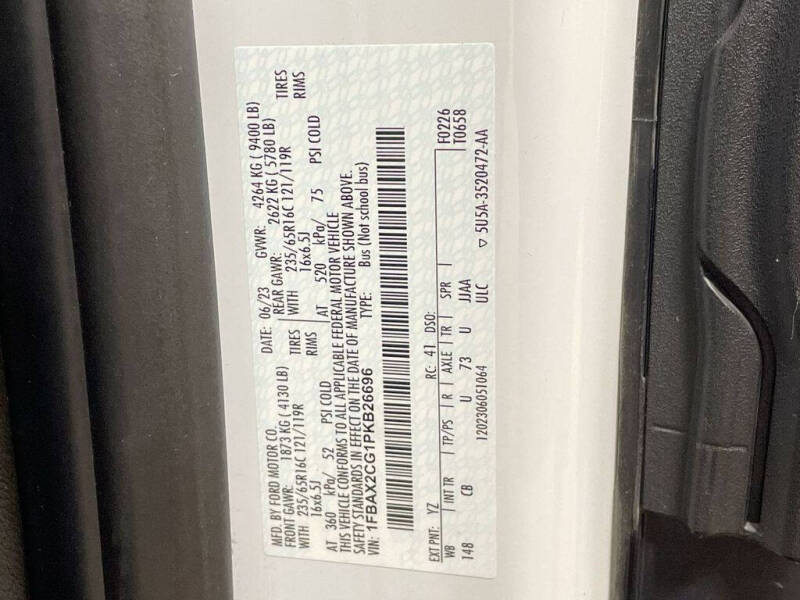 MFD. BY FORD MOTOR CO. DATE: 06/23 GVWR: 4264 KG ( 9400 LB)
FRONT GAWR: 1873 KG ( 4130 LB) REAR GAWR: 2622 KG ( 5780 LB)
WITH 235/65R16C 121/119R TIRES WITH 235/65R16C 121/119R TIRES
16x6.5J RIMS 16x6.5J RIMS
AT 360 kPa/ 52 PSI COLD AT 520 kPa/ 75 PSI COLD
THIS VEHICLE CONFORMS TO ALL APPLICABLE FEDERAL MOTOR VEHICLE
SAFETY STANDARDS IN EFFECT ON THE DATE OF MANUFACTURE SHOWN ABOVE.
VIN: 1FBAX2CG1PKB26696 TYPE: Bus (Not school bus)
EXT PNT: YZ RC: 41 DSO: F0226
WB INT TR TP/PS R AXLE TR SPR T0658
148 CB U 73 U JJAA
1202306051064 ULC ▽ 5U5A-3520472-AA